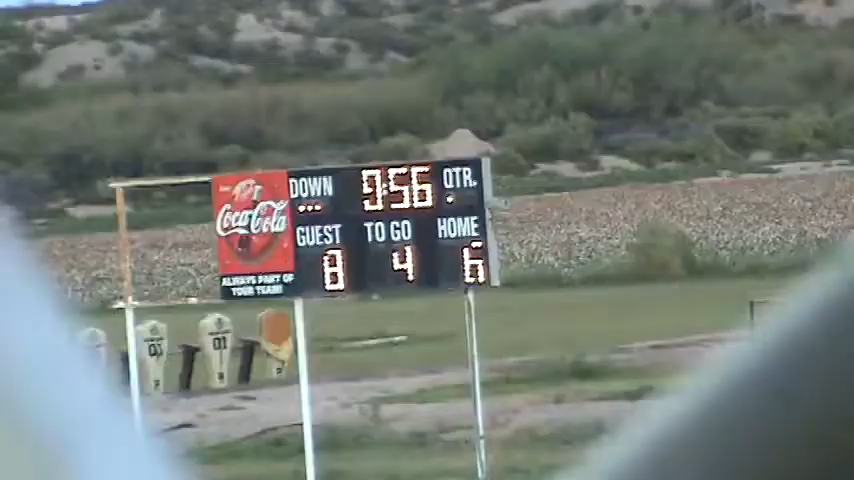 DOWN 9:56 QTR.
Coca-Cola
GUEST TO GO HOME
8 4 6
ALWAYS PART OF
YOUR TEAM!